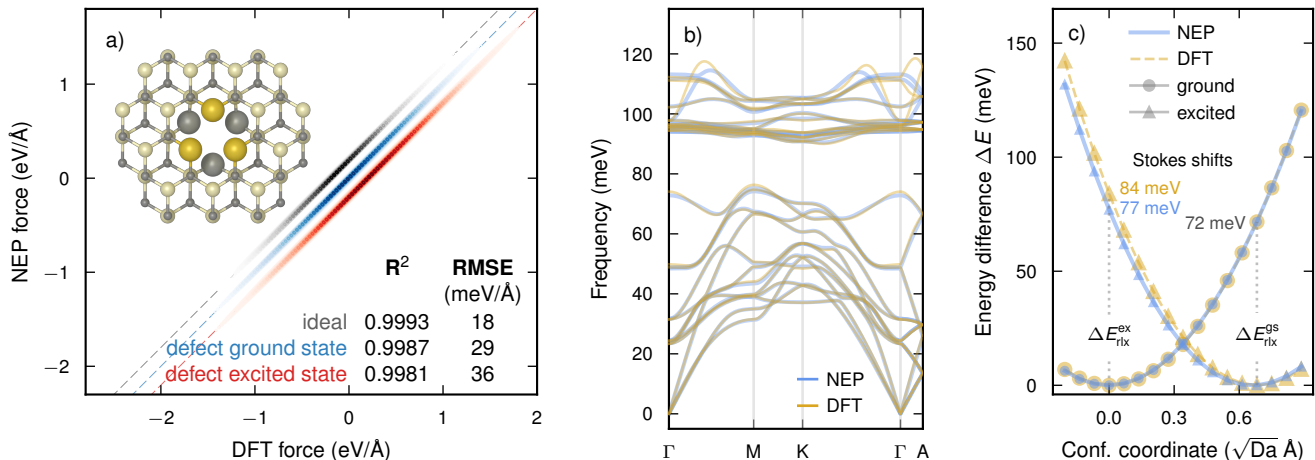 a)
NEP force (eV/Å)
1
0
−1
−2
R²
RMSE
(meV/Å)
ideal 0.9993 18
defect ground state 0.9987 29
defect excited state 0.9981 36
−2 −1 0 1 2
DFT force (eV/Å)
b)
Frequency (meV)
120
100
80
60
40
20
0
NEP
DFT
Γ M K Γ A
c)
Energy difference ΔE (meV)
150
100
50
0
NEP
DFT
ground
excited
Stokes shifts
84 meV
77 meV
72 meV
ΔE^ex_rlx
ΔE^gs_rlx
0.0 0.3 0.6
Conf. coordinate (√Da Å)